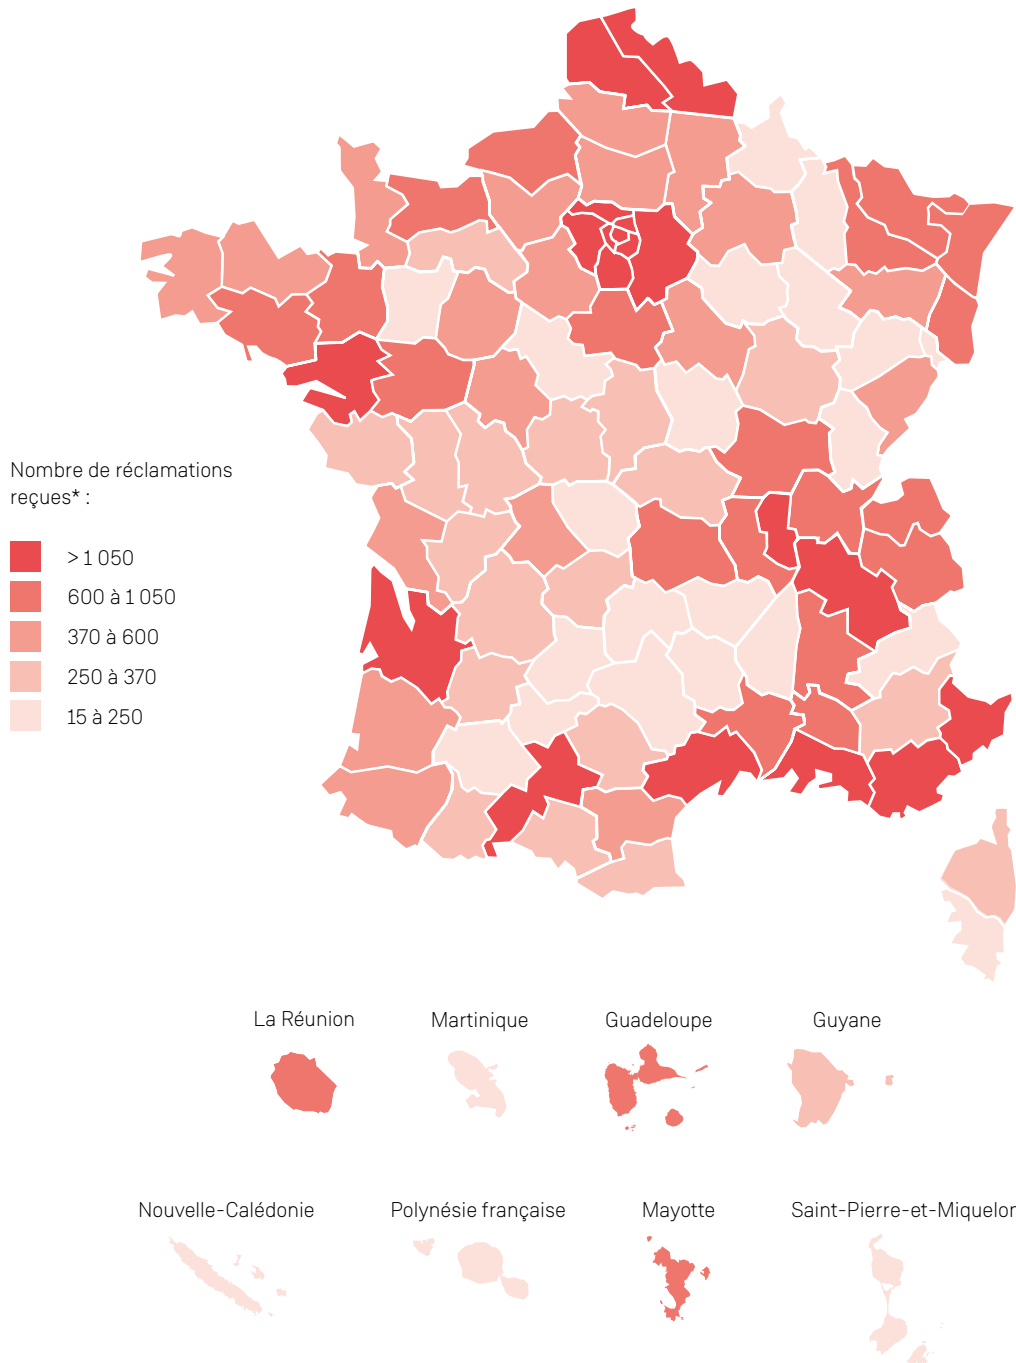 Nombre de réclamations
reçues* :
> 1 050
600 à 1 050
370 à 600
250 à 370
15 à 250
La Réunion
Martinique
Guadeloupe
Guyane
Nouvelle-Calédonie
Polynésie française
Mayotte
Saint-Pierre-et-Miquelon